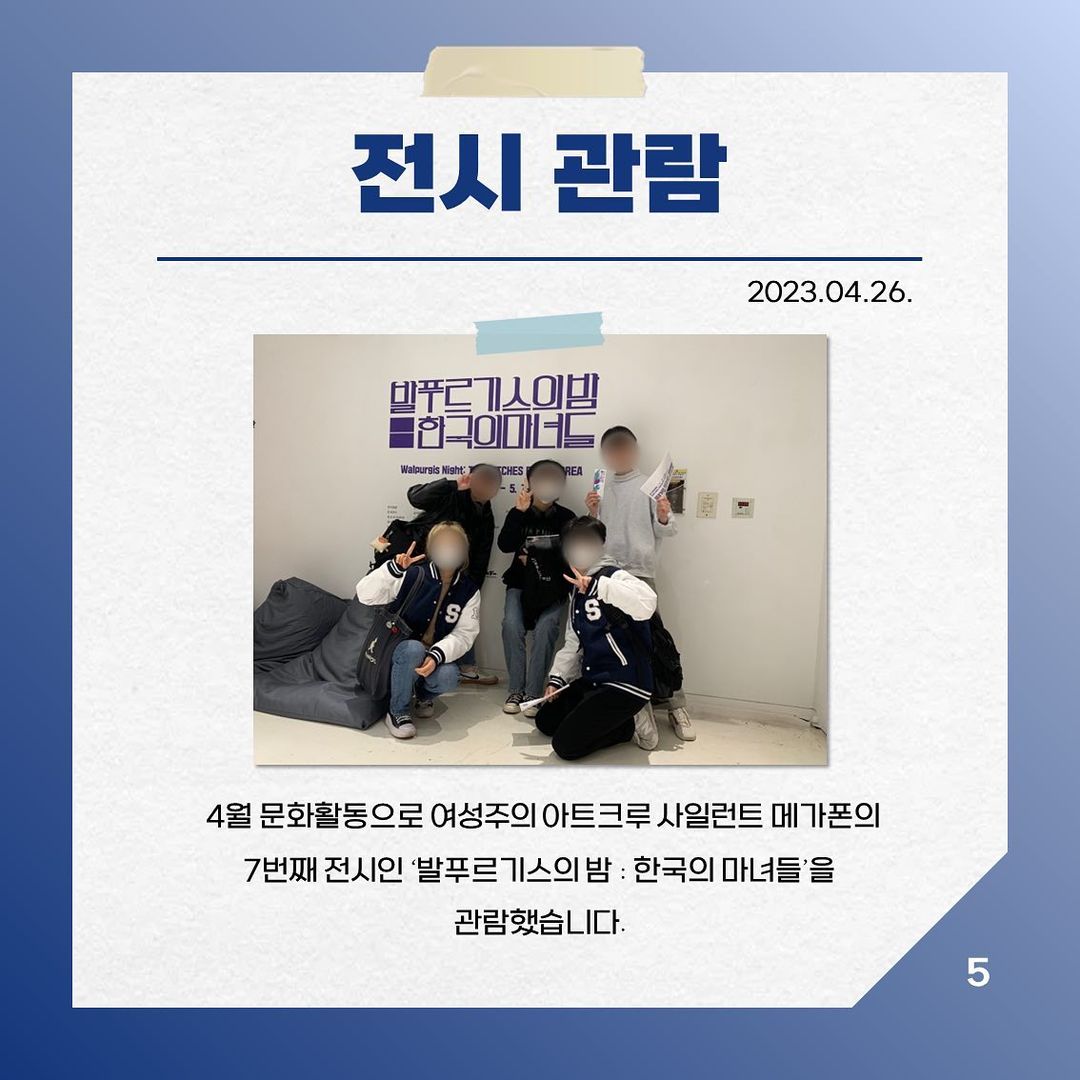 전시 관람
2023.04.26.
발푸르기스의 밤
한국의 마녀들
Walpurgis Night:
S
S
4월 문화활동으로 여성주의 아트크루 사일런트 메가폰의
7번째 전시인 ‘발푸르기스의 밤 : 한국의 마녀들’을
관람했습니다.
5